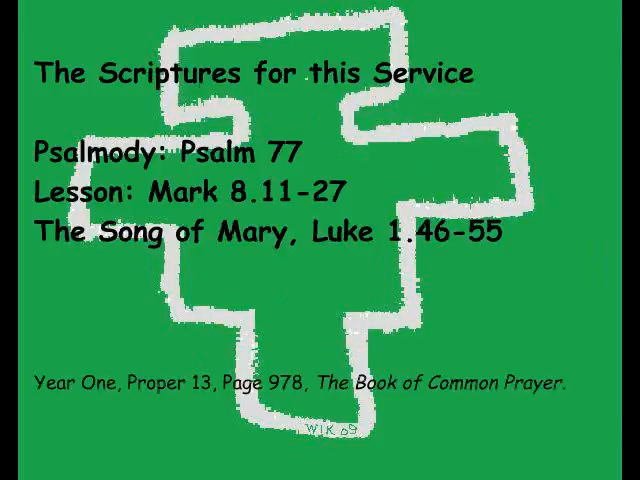 The Scriptures for this Service
Psalmody: Psalm 77
Lesson: Mark 8.11-27
The Song of Mary, Luke 1.46-55
Year One, Proper 13, Page 978, The Book of Common Prayer.
WIK 09